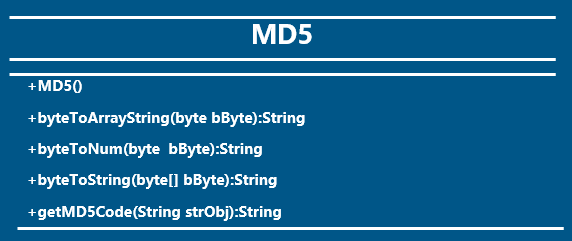 MD5
+MD5()
+byteToArrayString(byte bByte):String
+byteToNum(byte  bByte):String
+byteToString(byte[] bByte):String
+getMD5Code(String strObj):String